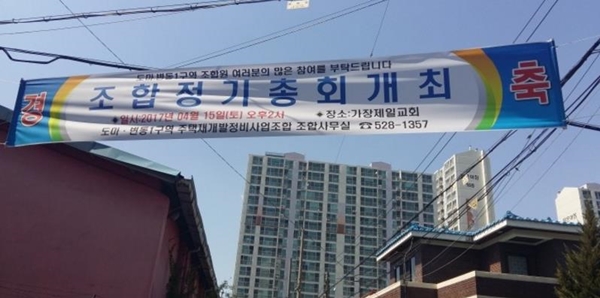 도마·변동1구역 조합원 여러분의 많은 참여를 부탁드립니다
경 조합정기총회개최 축
*일시:2017년 04월 15일(토) 오후2시 *장소:가장제일교회
도마·변동1구역 주택재개발정비사업조합 조합사무실 ☎528-1357